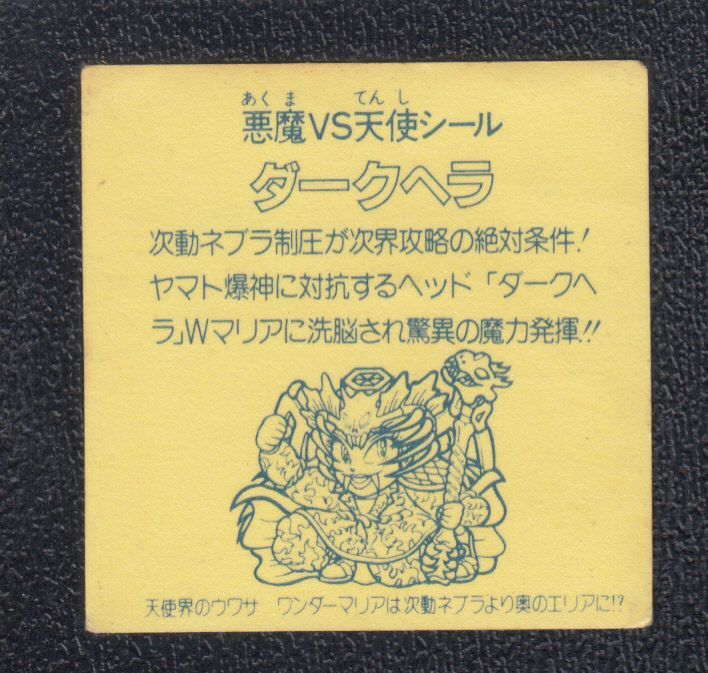 あくま てんし
悪魔VS天使シール
ダークヘラ
次動ネブラ制圧が次界攻略の絶対条件!
ヤマト爆神に対抗するヘッド「ダークヘ
ラ」Wマリアに洗脳され驚異の魔力発揮!!
天使界のウワサ ワンダーマリアは次動ネブラより奥のエリアに!?